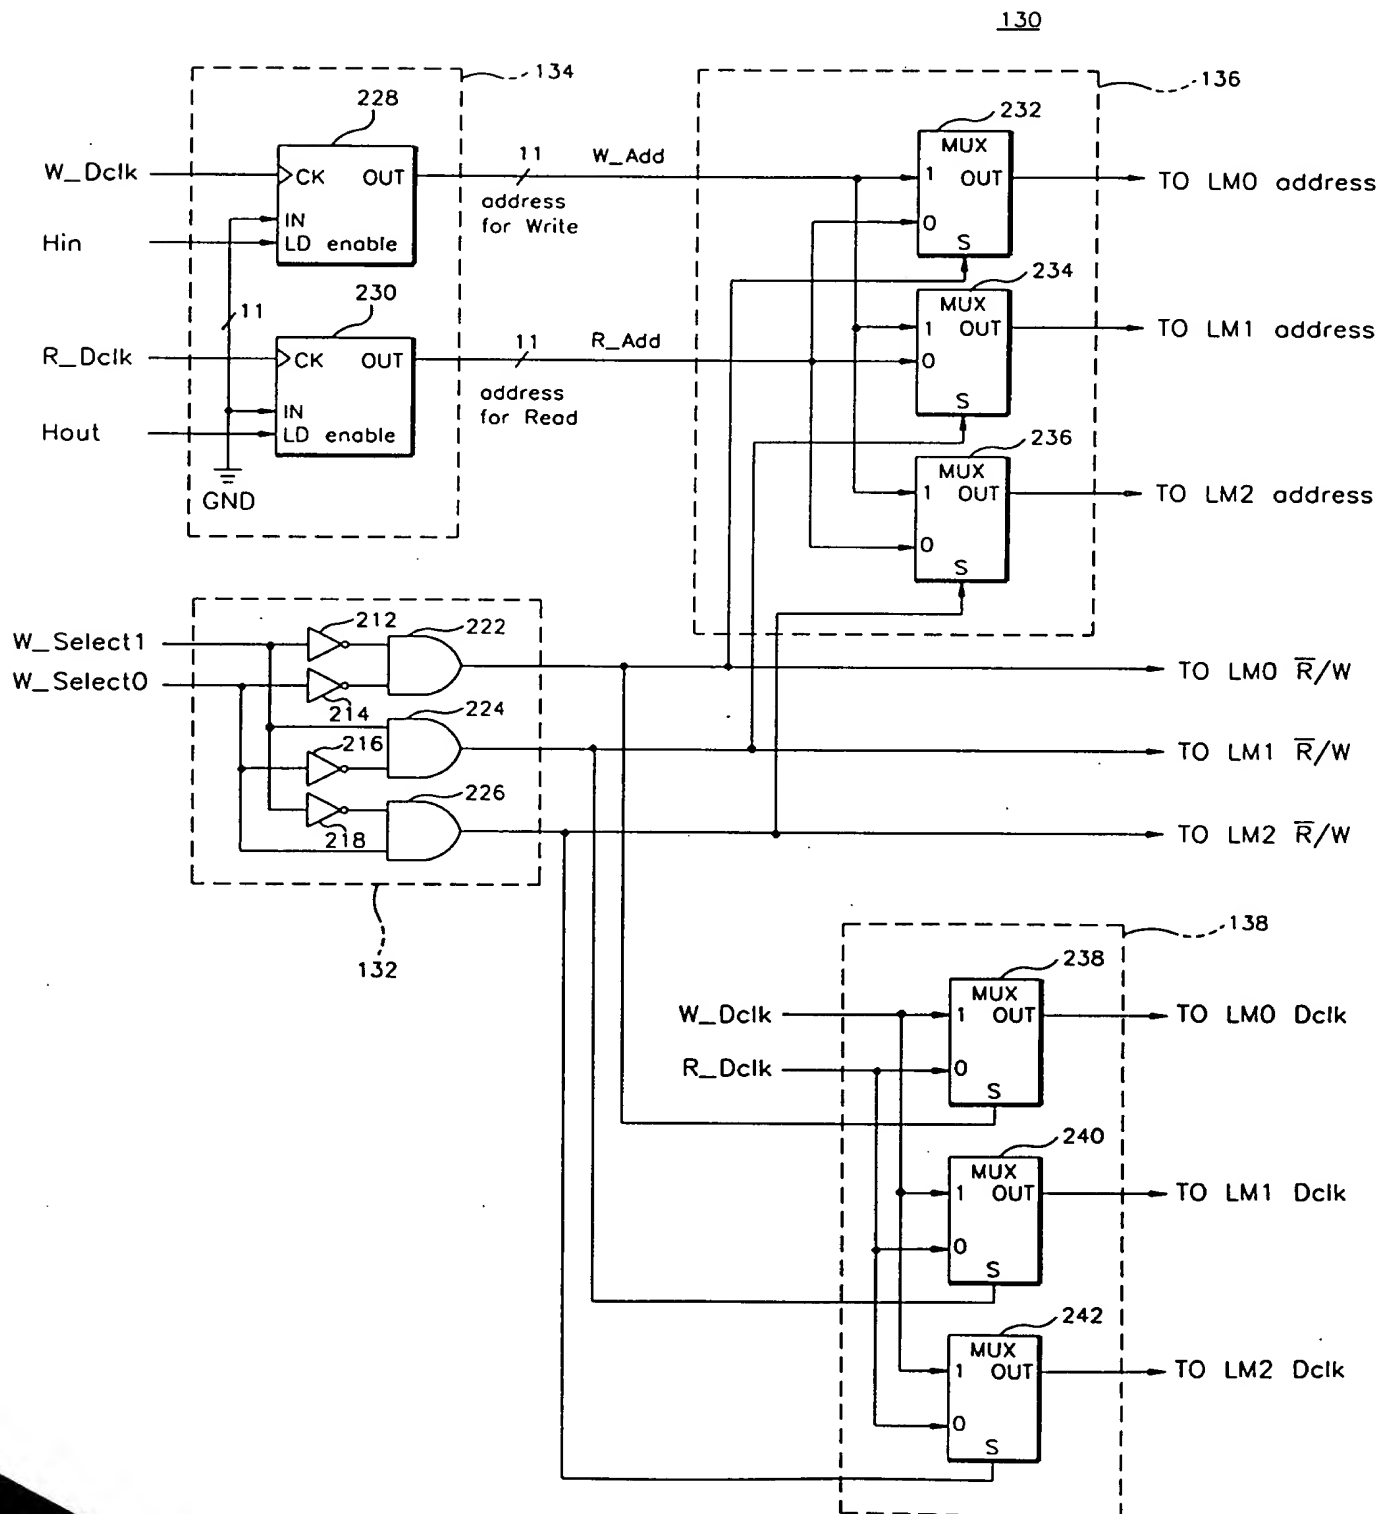 130
134
228
W_Dclk
CK OUT
IN
Hin
LD enable
11
W_Add
address
for Write
11
230
R_Dclk
CK OUT
IN
Hout
LD enable
GND
11
R_Add
address
for Read
136
232
MUX
1 OUT
0
S
TO LM0 address
234
MUX
1 OUT
0
S
TO LM1 address
236
MUX
1 OUT
0
S
TO LM2 address
W_Select1
W_Select0
212
222
214
224
216
226
218
132
TO LM0 R̅/W
TO LM1 R̅/W
TO LM2 R̅/W
138
238
W_Dclk
R_Dclk
MUX
1 OUT
0
S
TO LM0 Dclk
240
MUX
1 OUT
0
S
TO LM1 Dclk
242
MUX
1 OUT
0
S
TO LM2 Dclk